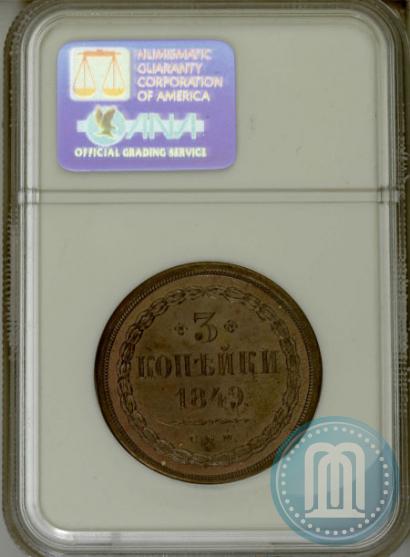 NUMISMATIC
GUARANTY
CORPORATION
OF AMERICA
ANA
OFFICIAL GRADING SERVICE
3
КОПѢЙКИ
1849.